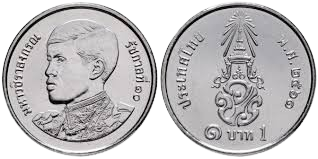 มหาวชิราลงกรณ
รัชกาลที่ ๑๐
ประเทศไทย
พ.ศ. ๒๕๖๑
๑ บาท 1